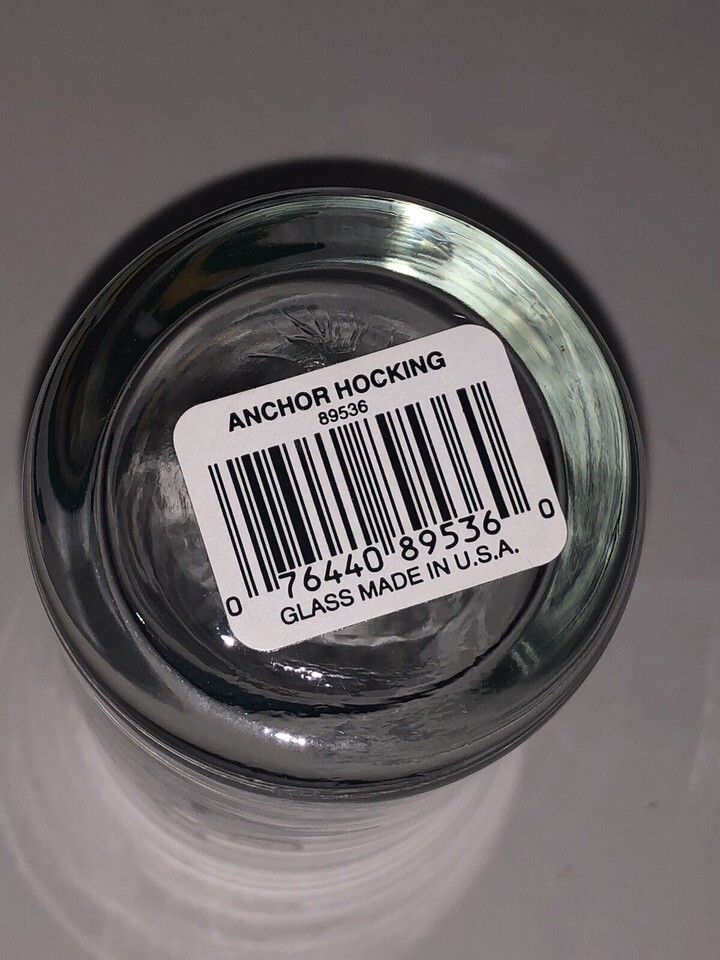 ANCHOR HOCKING
89536
0 76440 89536 0
GLASS MADE IN U.S.A.